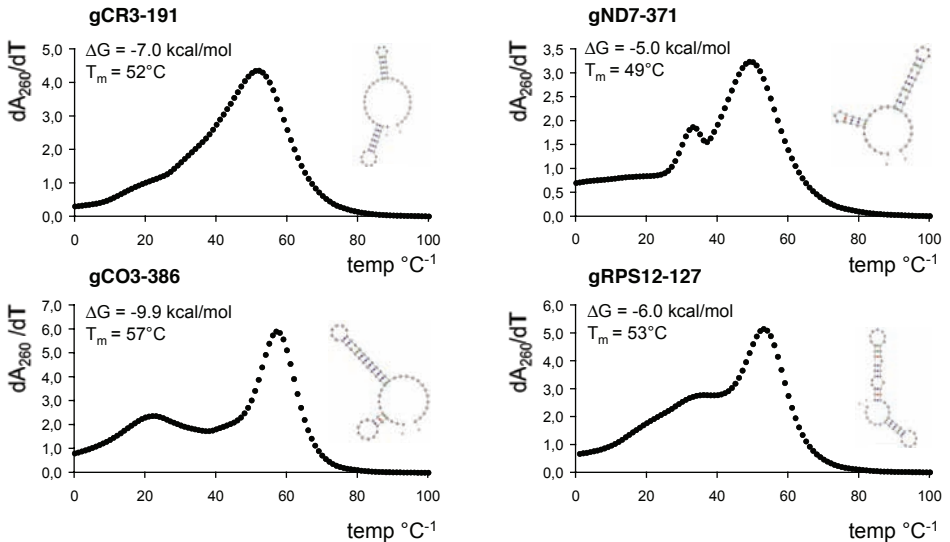 gCR3-191
ΔG = -7.0 kcal/mol
Tm = 52°C
dA260/dT
5,0
4,0
3,0
2,0
1,0
0,0
0 20 40 60 80 100
temp °C-1
gND7-371
ΔG = -5.0 kcal/mol
Tm = 49°C
dA260/dT
3,5
3,0
2,5
2,0
1,5
1,0
0,5
0,0
0 20 40 60 80 100
temp °C-1
gCO3-386
ΔG = -9.9 kcal/mol
Tm = 57°C
dA260 /dT
7,0
6,0
5,0
4,0
3,0
2,0
1,0
0,0
0 20 40 60 80 100
temp °C-1
gRPS12-127
ΔG = -6.0 kcal/mol
Tm = 53°C
dA260/dT
6,0
5,0
4,0
3,0
2,0
1,0
0,0
0 20 40 60 80 100
temp °C-1